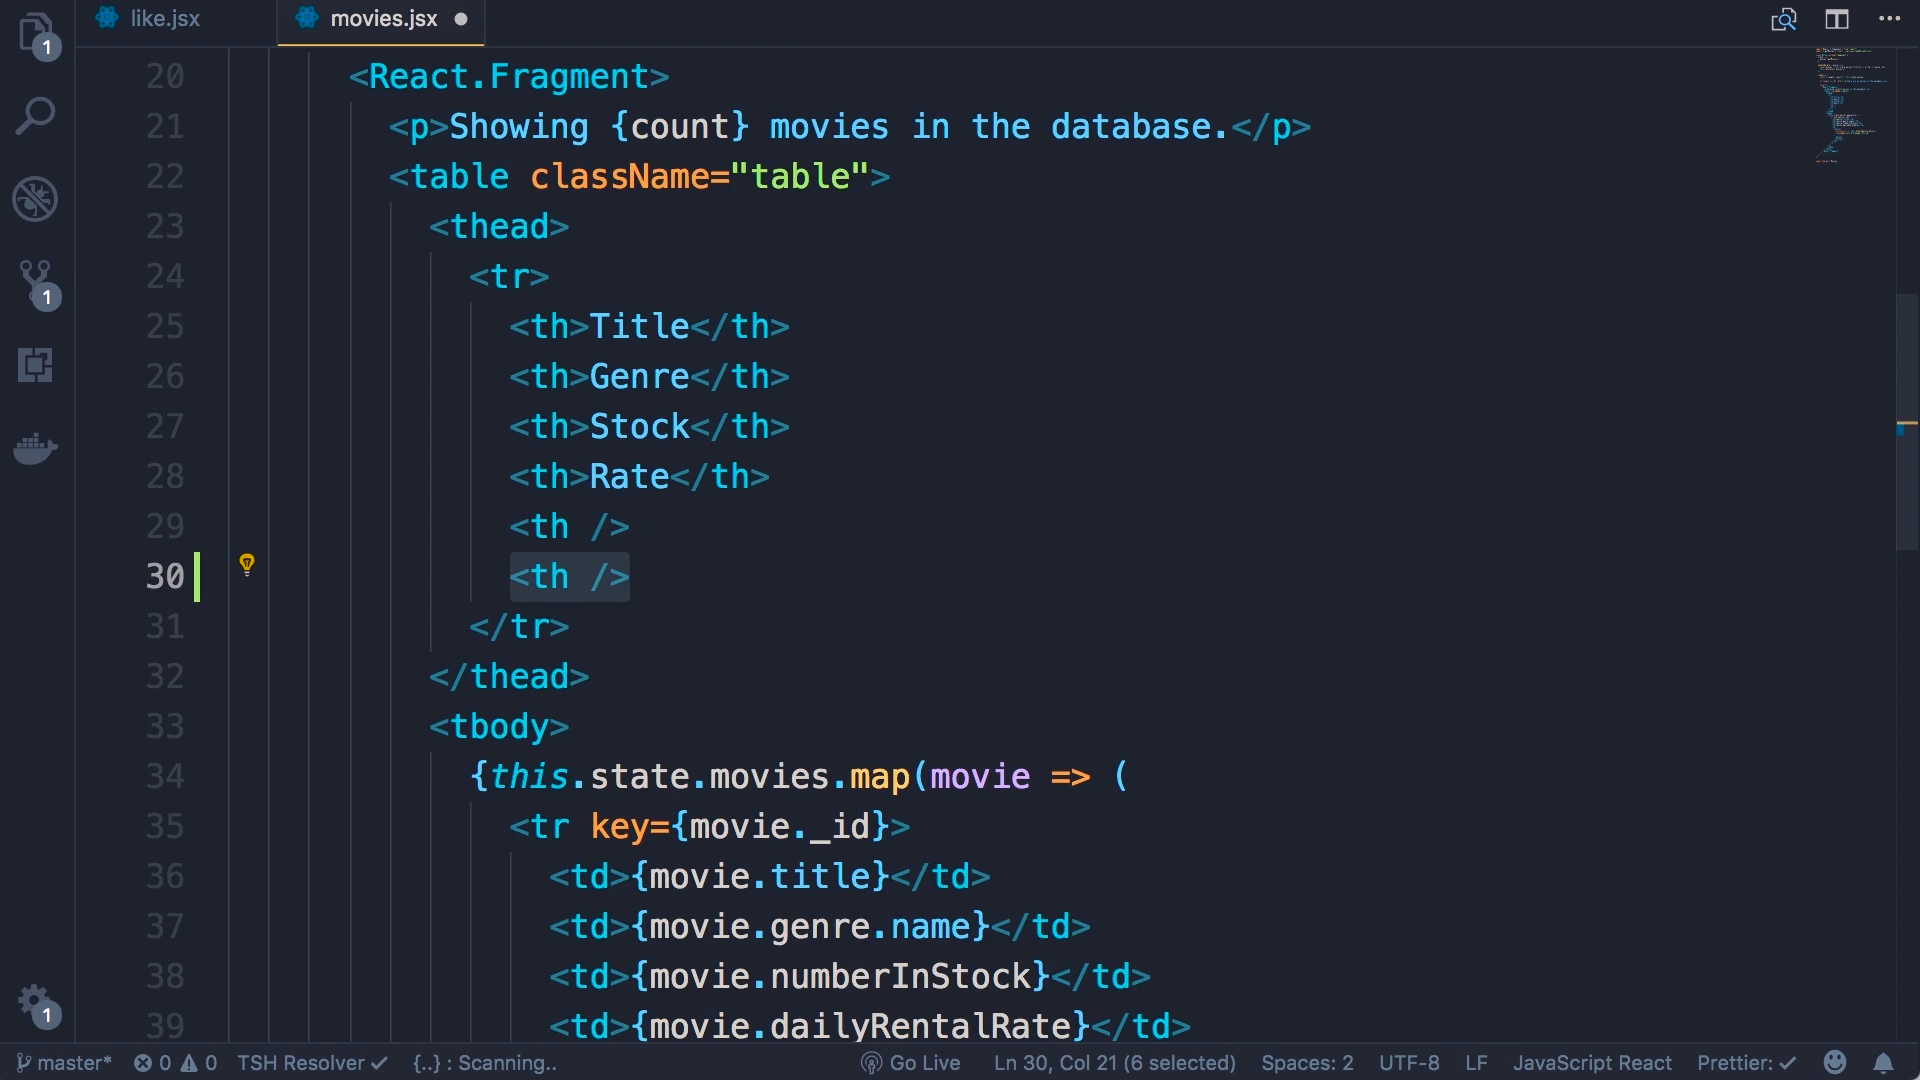 like.jsx
movies.jsx
1
1
1
20 <React.Fragment>
21 <p>Showing {count} movies in the database.</p>
22 <table className="table">
23 <thead>
24 <tr>
25 <th>Title</th>
26 <th>Genre</th>
27 <th>Stock</th>
28 <th>Rate</th>
29 <th />
30 <th />
31 </tr>
32 </thead>
33 <tbody>
34 {this.state.movies.map(movie => (
35 <tr key={movie._id}>
36 <td>{movie.title}</td>
37 <td>{movie.genre.name}</td>
38 <td>{movie.numberInStock}</td>
39 <td>{movie.dailyRentalRate}</td>
master* 0 0 TSH Resolver {..} : Scanning.. Go Live Ln 30, Col 21 (6 selected) Spaces: 2 UTF-8 LF JavaScript React Prettier: